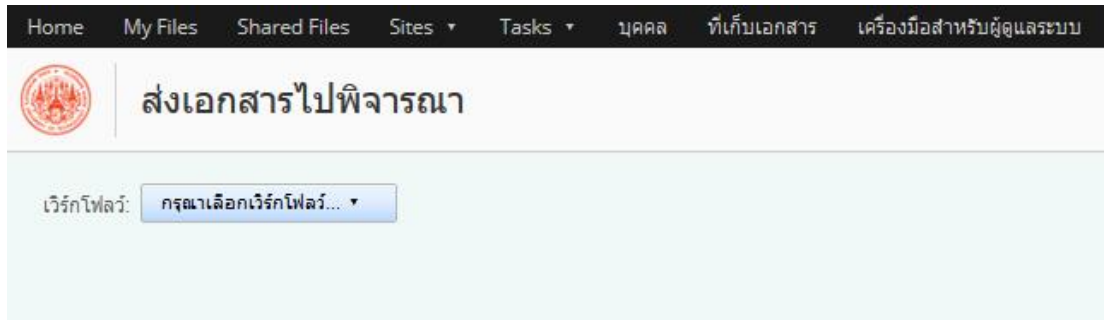 Home My Files Shared Files Sites ▾ Tasks ▾ บุคคล ที่เก็บเอกสาร เครื่องมือสำหรับผู้ดูแลระบบ
ส่งเอกสารไปพิจารณา
เวิร์กโฟลว์: กรุณาเลือกเวิร์กโฟลว์... ▾